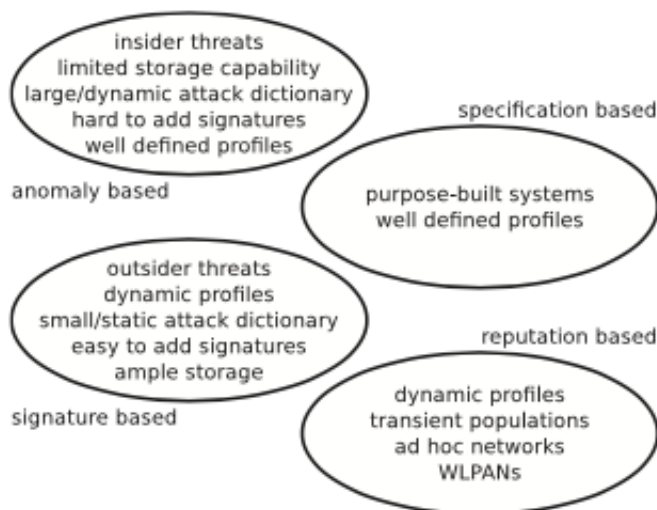 insider threats
limited storage capability
large/dynamic attack dictionary
hard to add signatures
well defined profiles
anomaly based
specification based
purpose-built systems
well defined profiles
outsider threats
dynamic profiles
small/static attack dictionary
easy to add signatures
ample storage
signature based
reputation based
dynamic profiles
transient populations
ad hoc networks
WLPANs